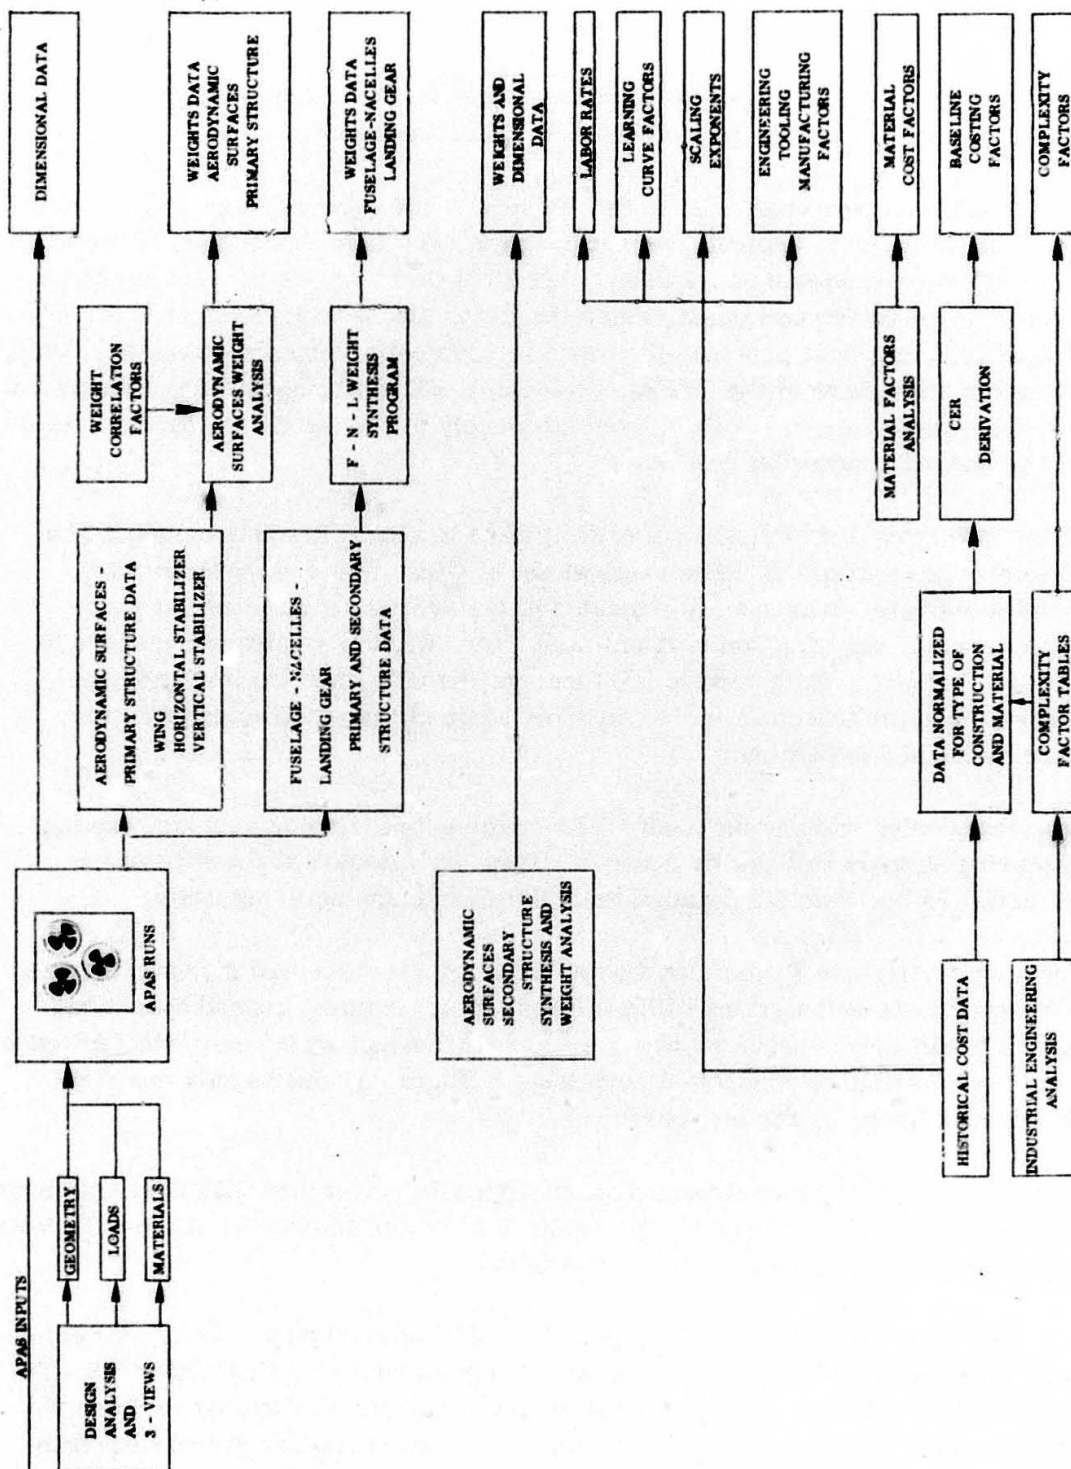 APAS INPUTS
DESIGN
ANALYSIS
AND
3 - VIEWS
GEOMETRY
LOADS
MATERIALS
APAS RUNS
DIMENSIONAL DATA
AERODYNAMIC SURFACES -
PRIMARY STRUCTURE DATA
WING
HORIZONTAL STABILIZER
VERTICAL STABILIZER
WEIGHT
CORRELATION
FACTORS
AERODYNAMIC
SURFACES WEIGHT
ANALYSIS
WEIGHTS DATA
AERODYNAMIC
SURFACES
PRIMARY STRUCTURE
FUSELAGE - NACELLES -
LANDING GEAR
PRIMARY AND SECONDARY
STRUCTURE DATA
F - N - L WEIGHT
SYNTHESIS
PROGRAM
WEIGHTS DATA
FUSELAGE-NACELLES
LANDING GEAR
AERODYNAMIC
SURFACES
SECONDARY
STRUCTURE
SYNTHESIS AND
WEIGHT ANALYSIS
WEIGHTS AND
DIMENSIONAL
DATA
LABOR RATES
LEARNING
CURVE FACTORS
SCALING
EXPONENTS
ENGINEERING
TOOLING
MANUFACTURING
FACTORS
MATERIAL FACTORS
ANALYSIS
MATERIAL
COST FACTORS
HISTORICAL COST DATA
DATA NORMALIZED
FOR TYPE OF
CONSTRUCTION
AND MATERIAL
CER
DERIVATION
BASELINE
COSTING
FACTORS
INDUSTRIAL ENGINEERING
ANALYSIS
COMPLEXITY
FACTOR TABLES
COMPLEXITY
FACTORS